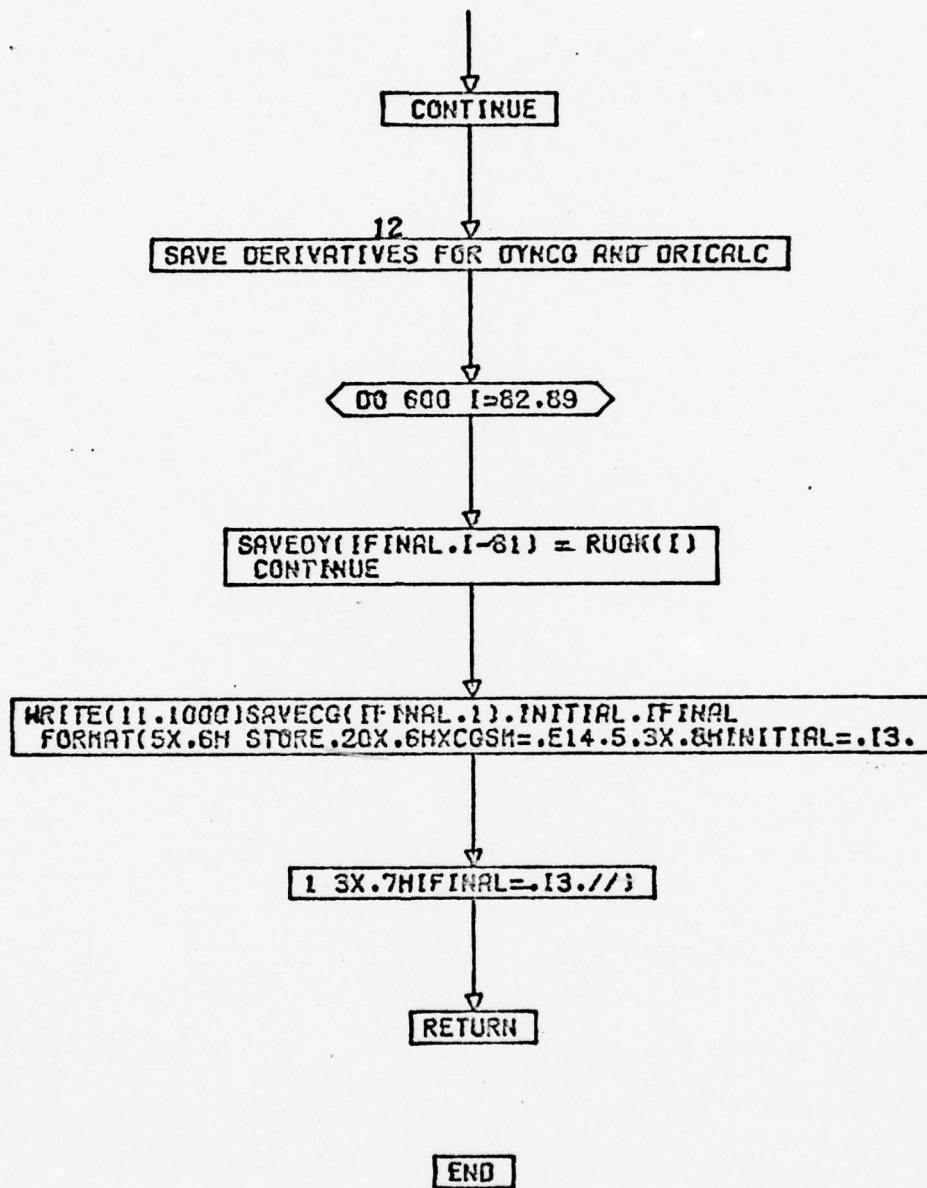 CONTINUE
12
SAVE DERIVATIVES FOR DYNCG AND DRICALC
DO 600 I=82.89
SAVEDY(IFINAL.I-81) = RUGK(I)
CONTINUE
WRITE(11.1000)SAVECG(IFINAL.1).INITIAL.IFINAL
FORMAT(5X.6H STORE.20X.6HXCGSM=.E14.5.3X.8HINITIAL=.I3.
1 3X.7HIFINAL=.I3.//)
RETURN
END